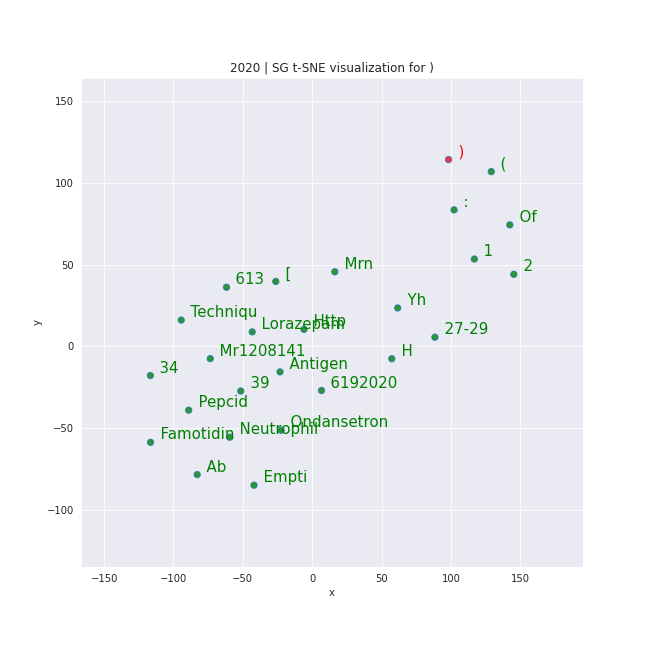 2020 | SG t-SNE visualization for )
150
100
50
0
−50
−100
y
)
(
:
Of
1
2
Mrn
[
613
Yh
Techniqu
Http
Lorazepam
27-29
Mr1208141
H
Antigen
34
39
6192020
Pepcid
Ondansetron
Neutrophil
Famotidin
Ab
Empti
−150
−100
−50
0
50
100
150
x